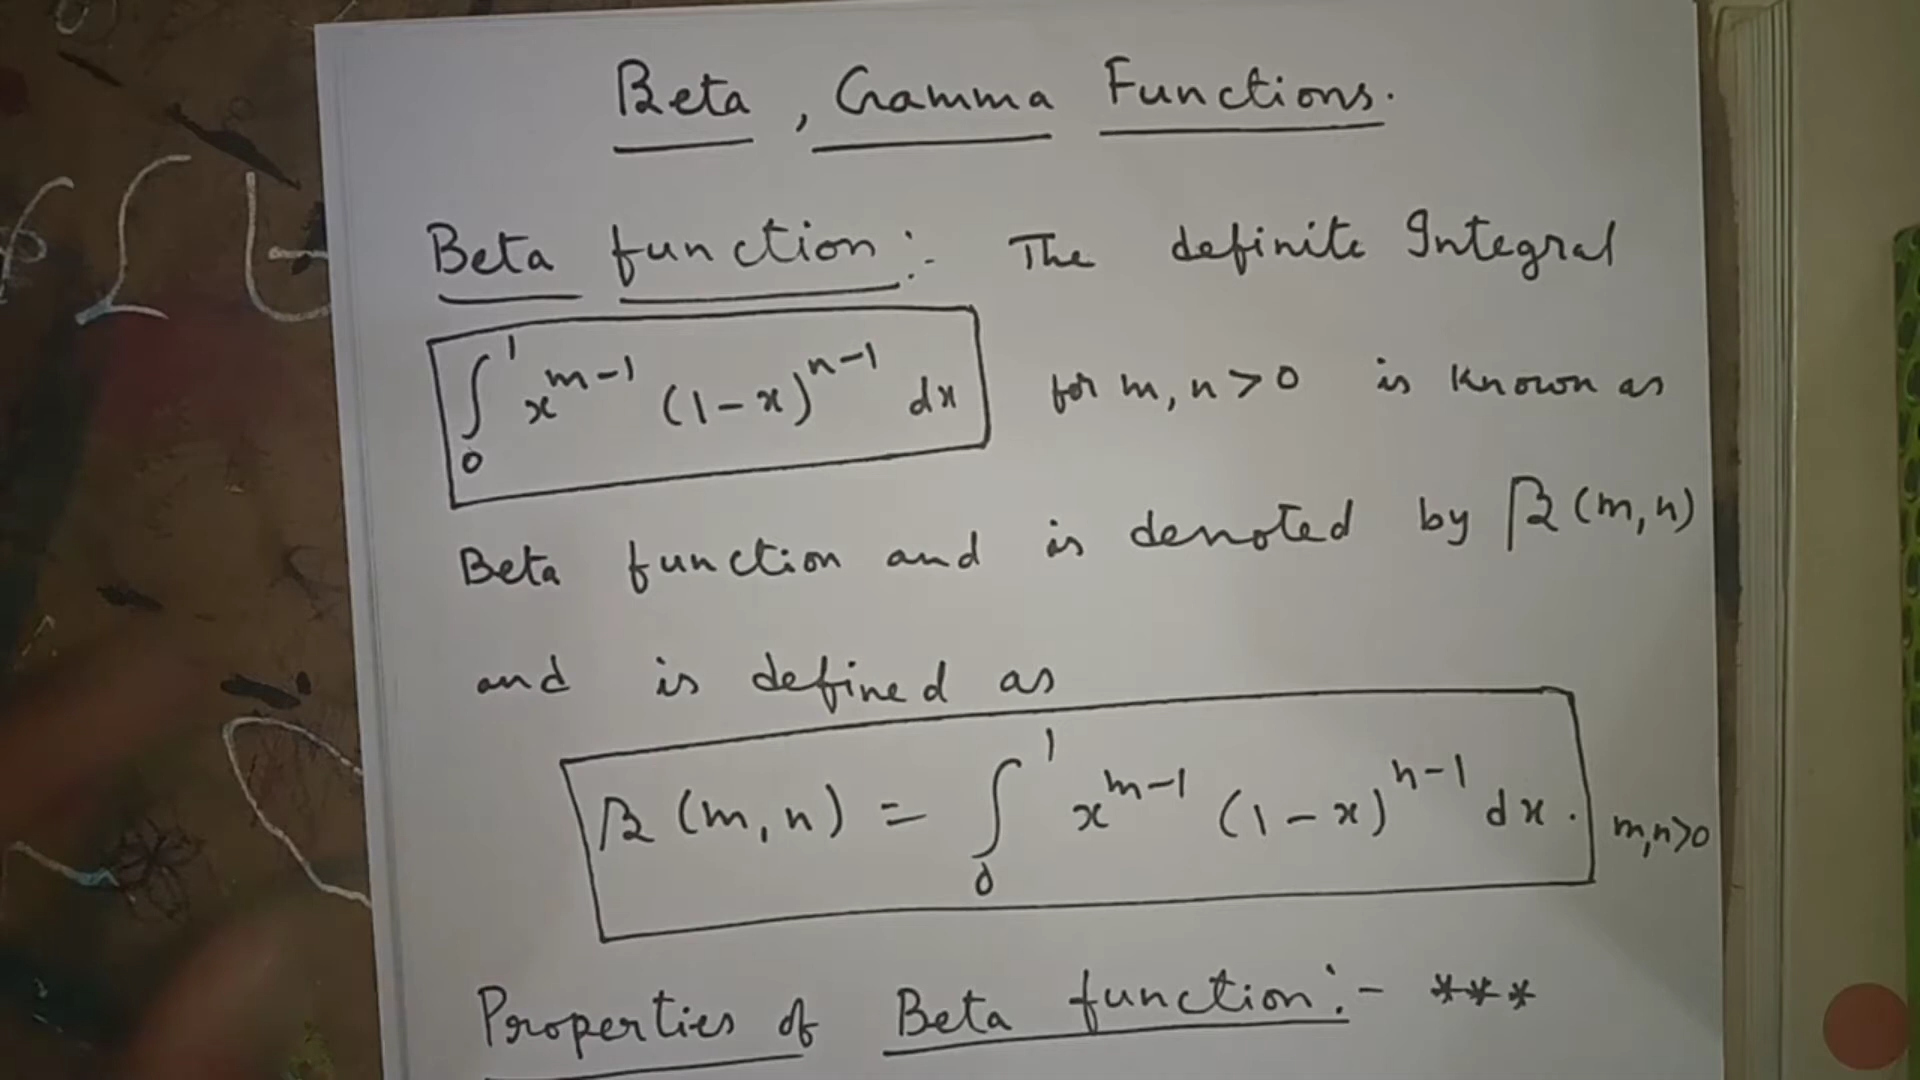 Beta, Gamma Functions.
Beta function :- The definite Integral
∫₀¹ x^{m-1} (1-x)^{n-1} dx for m, n > 0 is known as
Beta function and is denoted by β (m,n)
and is defined as
β (m, n) = ∫₀¹ x^{m-1} (1-x)^{n-1} dx. m,n>0
Properties of Beta function :- ***